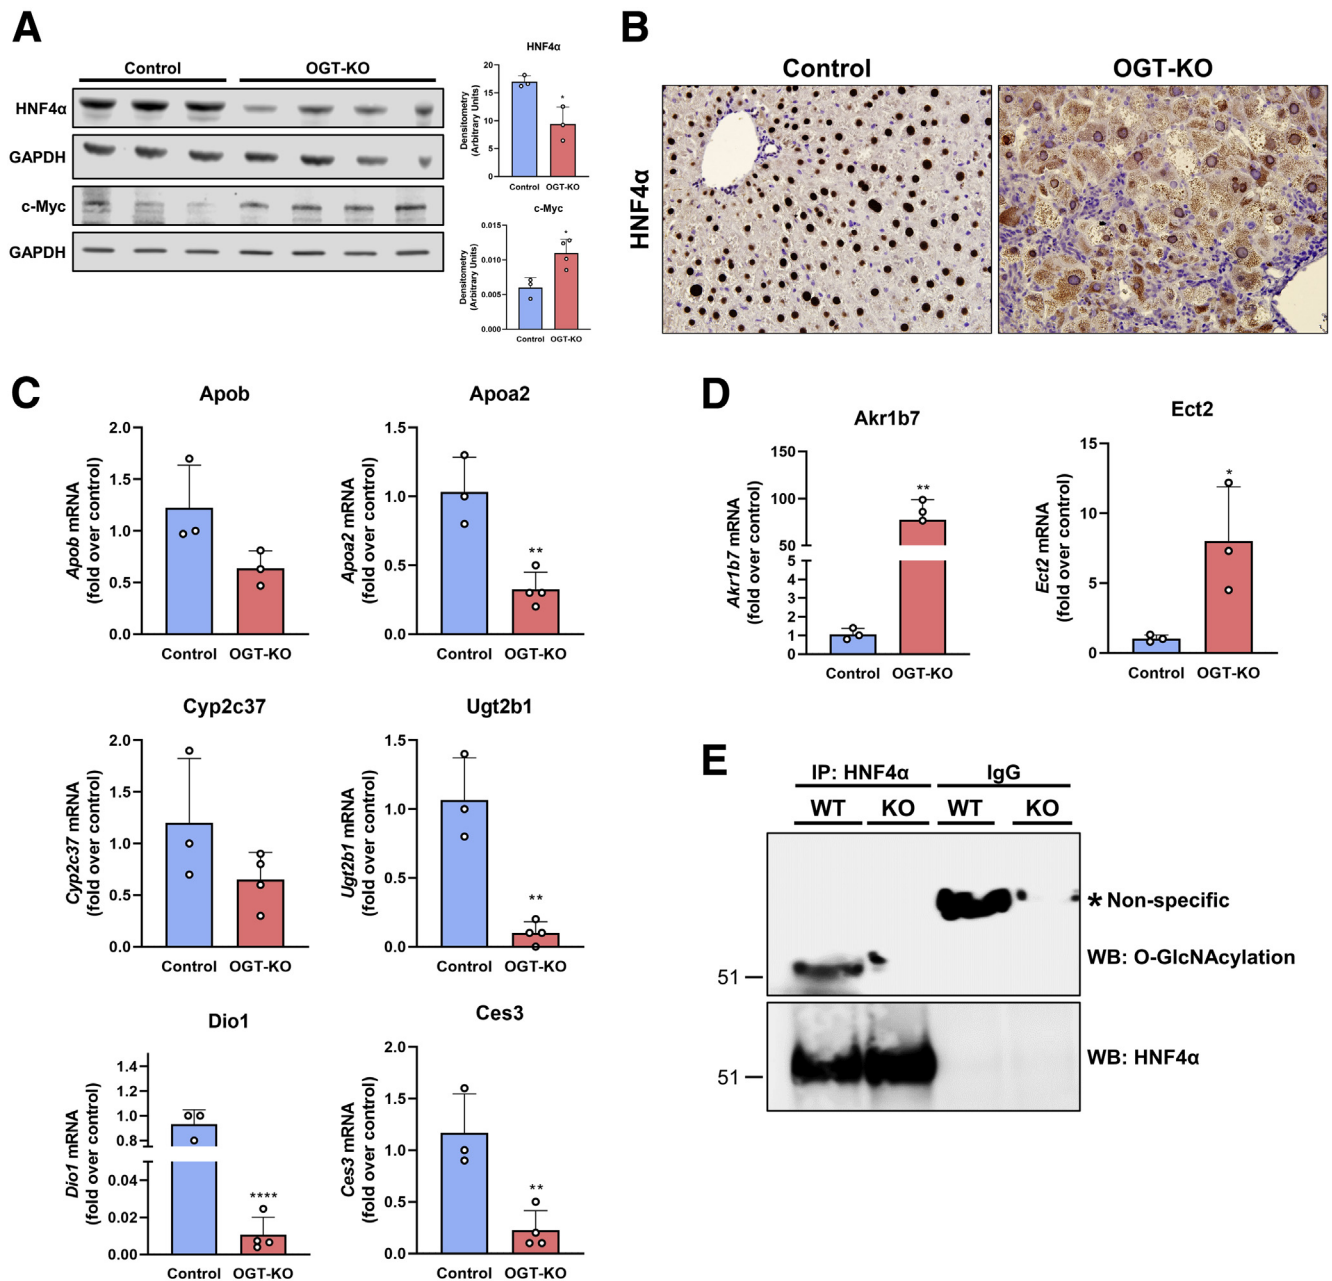 A
Control
OGT-KO
HNF4α
GAPDH
c-Myc
GAPDH
HNF4α
Densitometry
(Arbitrary Units)
20
15
10
5
0
*
Control
OGT-KO
c-Myc
Densitometry
(Arbitrary Units)
0.015
0.010
0.005
0.000
*
Control
OGT-KO
B
Control
OGT-KO
HNF4α
C
Apob
Apob mRNA
(fold over control)
2.0
1.5
1.0
0.5
0.0
Control
OGT-KO
Apoa2
Apoa2 mRNA
(fold over control)
1.5
1.0
0.5
0.0
**
Control
OGT-KO
Cyp2c37
Cyp2c37 mRNA
(fold over control)
2.0
1.5
1.0
0.5
0.0
Control
OGT-KO
Ugt2b1
Ugt2b1 mRNA
(fold over control)
1.5
1.0
0.5
0.0
**
Control
OGT-KO
Dio1
Dio1 mRNA
(fold over control)
1.4
1.2
1.0
0.8
0.04
0.02
0.00
****
Control
OGT-KO
Ces3
Ces3 mRNA
(fold over control)
2.0
1.5
1.0
0.5
0.0
**
Control
OGT-KO
D
Akr1b7
Akr1b7 mRNA
(fold over control)
150
100
50
5
4
3
2
1
0
**
Control
OGT-KO
Ect2
Ect2 mRNA
(fold over control)
15
10
5
0
*
Control
OGT-KO
E
IP: HNF4α
IgG
WT
KO
WT
KO
* Non-specific
WB: O-GlcNAcylation
51
WB: HNF4α
51